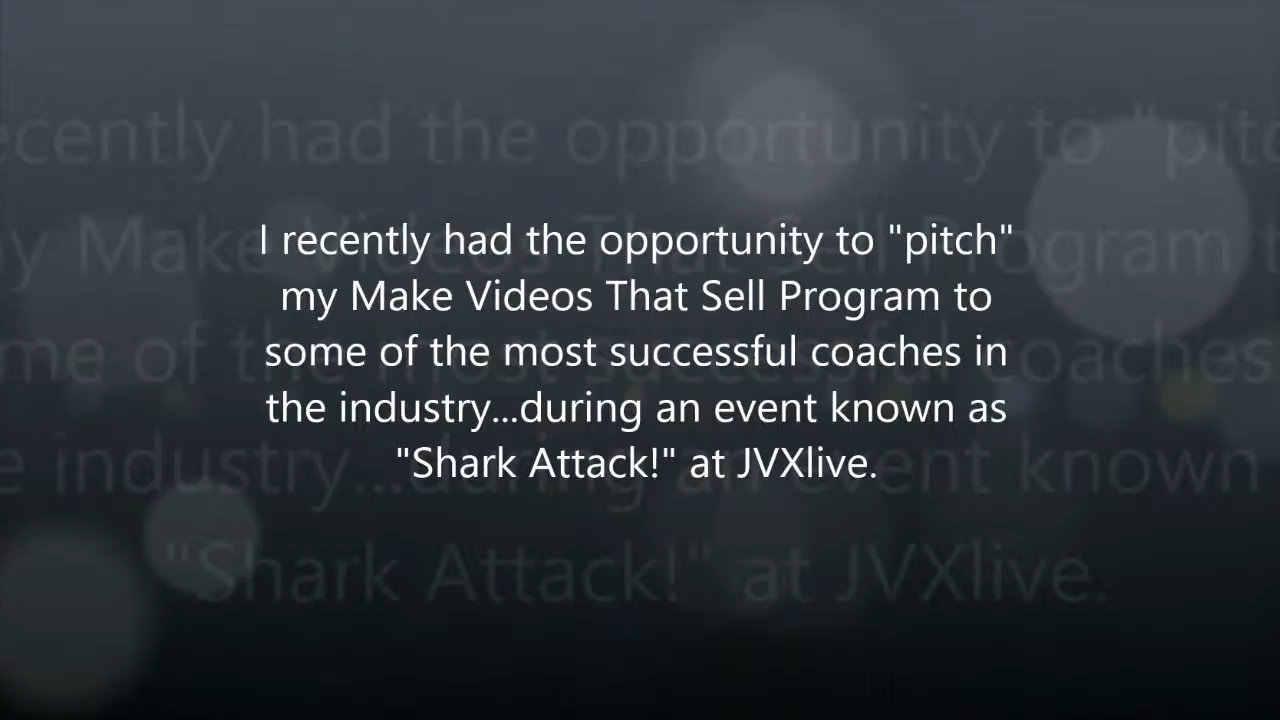 I recently had the opportunity to "pitch"
my Make Videos That Sell Program to
some of the most successful coaches in
the industry...during an event known as
"Shark Attack!" at JVXlive.